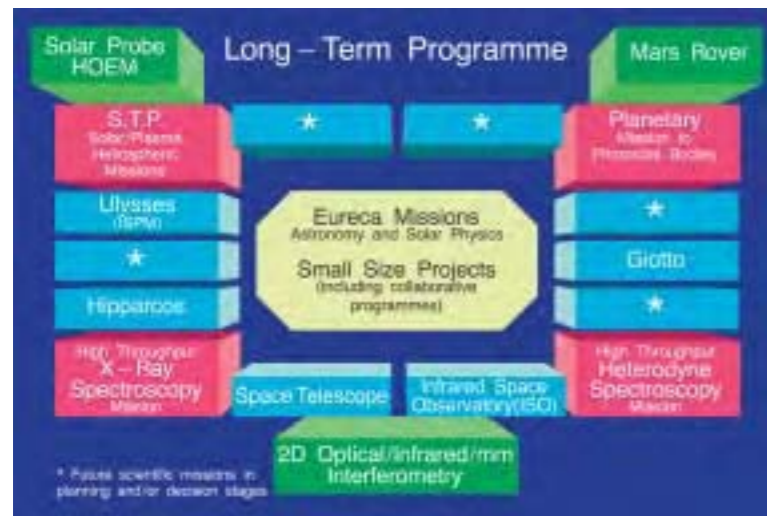 Solar Probe
HOEM
Long – Term Programme
Mars Rover
S.T.P.
Solar/Plasma
Heliospheric
Missions
*
*
Planetary
Mission to
Primordial Bodies
Ulysses
(ISPM)
*
Hipparcos
Eureca Missions
Astronomy and Solar Physics
Small Size Projects
(including collaborative
programmes)
*
Giotto
*
High Throughput
X – Ray
Spectroscopy
Mission
Space Telescope
Infrared Space
Observatory(ISO)
High Throughput
Heterodyne
Spectroscopy
Mission
2D Optical/Infrared/mm
Interferometry
* Future scientific missions in
planning and/or decision stages